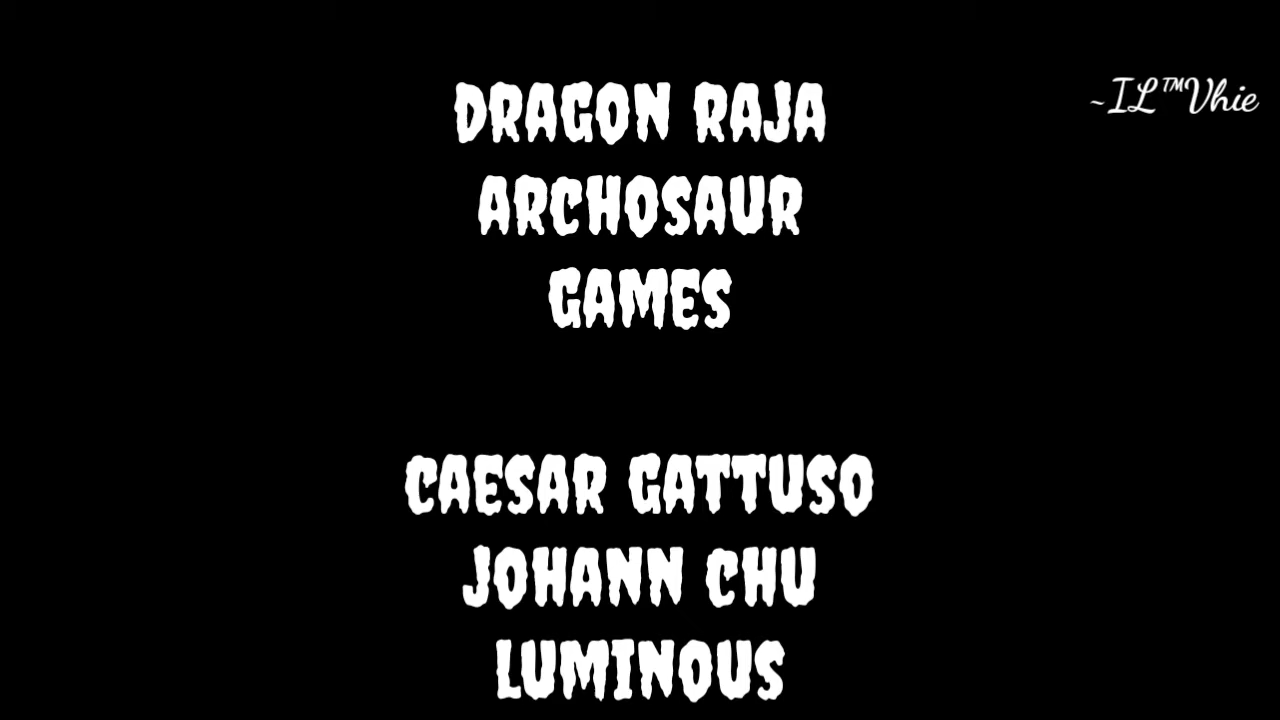 DRAGON RAJA
~IL™Vhie
ARCHOSAUR
GAMES
CAESAR GATTUSO
JOHANN CHU
LUMINOUS